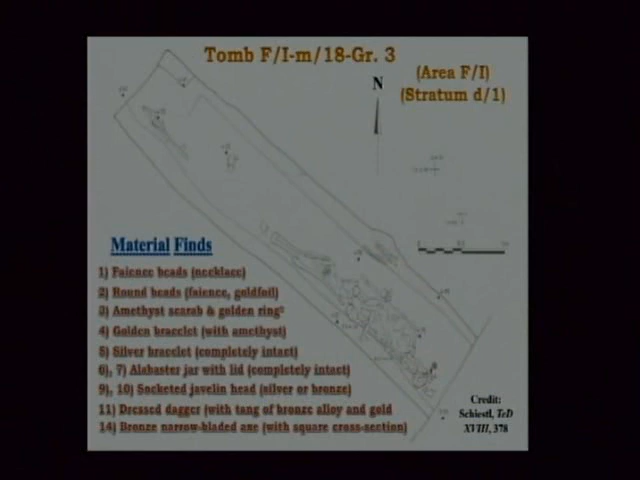 Tomb F/I-m/18-Gr. 3
(Area F/I)
(Stratum d/1)
N
Material Finds
1) Faience beads (necklace)
2) Round beads (faience, goldfoil)
3) Amethyst scarab & golden ring
4) Golden bracelet (with amethyst)
5) Silver bracelet (completely intact)
6), 7) Alabaster jar with lid (completely intact)
9), 10) Socketed javelin head (silver or bronze)
11) Dressed dagger (with tang of bronze alloy and gold
14) Bronze narrow-bladed axe (with square cross-section)
Credit:
Schiestl, TeD
XVIII, 378